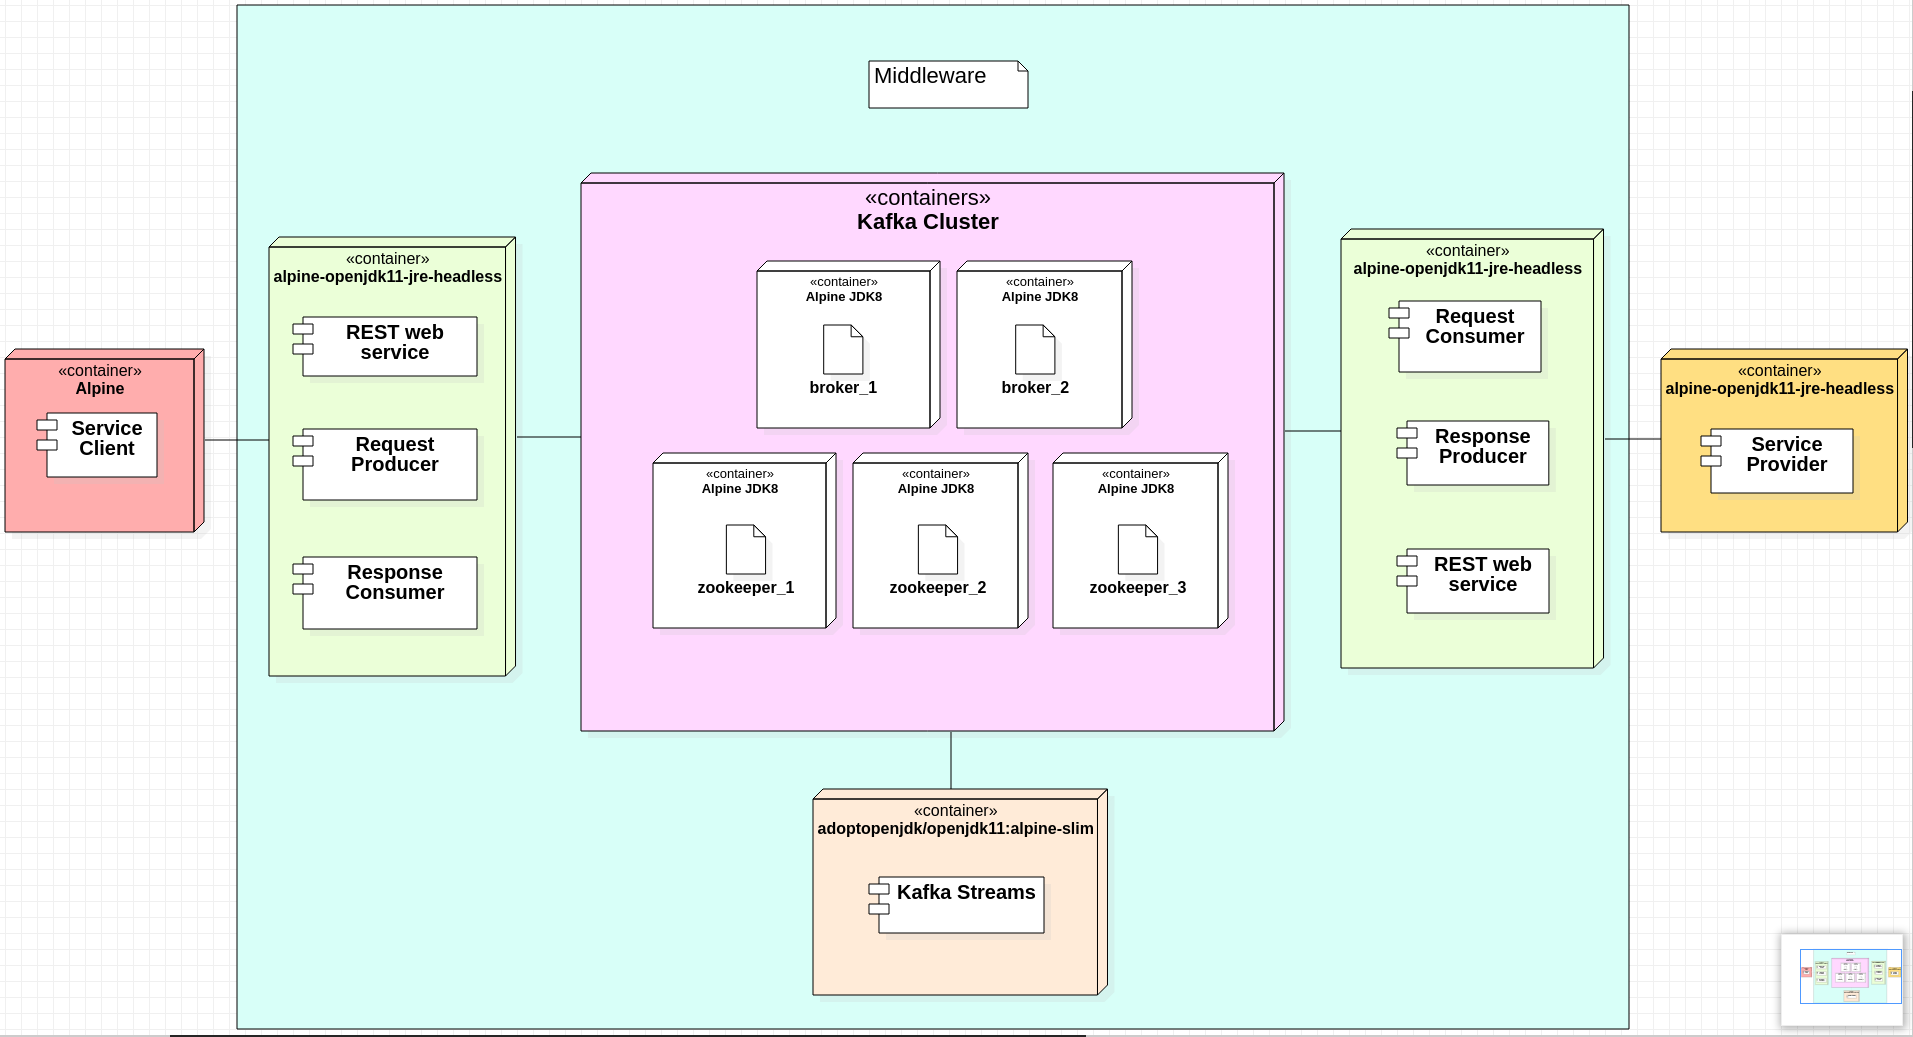 Middleware
«containers»
Kafka Cluster
«container»
alpine-openjdk11-jre-headless
REST web
service
Request
Producer
Response
Consumer
«container»
Alpine
Service
Client
«container»
Alpine JDK8
broker_1
«container»
Alpine JDK8
broker_2
«container»
Alpine JDK8
zookeeper_1
«container»
Alpine JDK8
zookeeper_2
«container»
Alpine JDK8
zookeeper_3
«container»
alpine-openjdk11-jre-headless
Request
Consumer
Response
Producer
REST web
service
«container»
alpine-openjdk11-jre-headless
Service
Provider
«container»
adoptopenjdk/openjdk11:alpine-slim
Kafka Streams